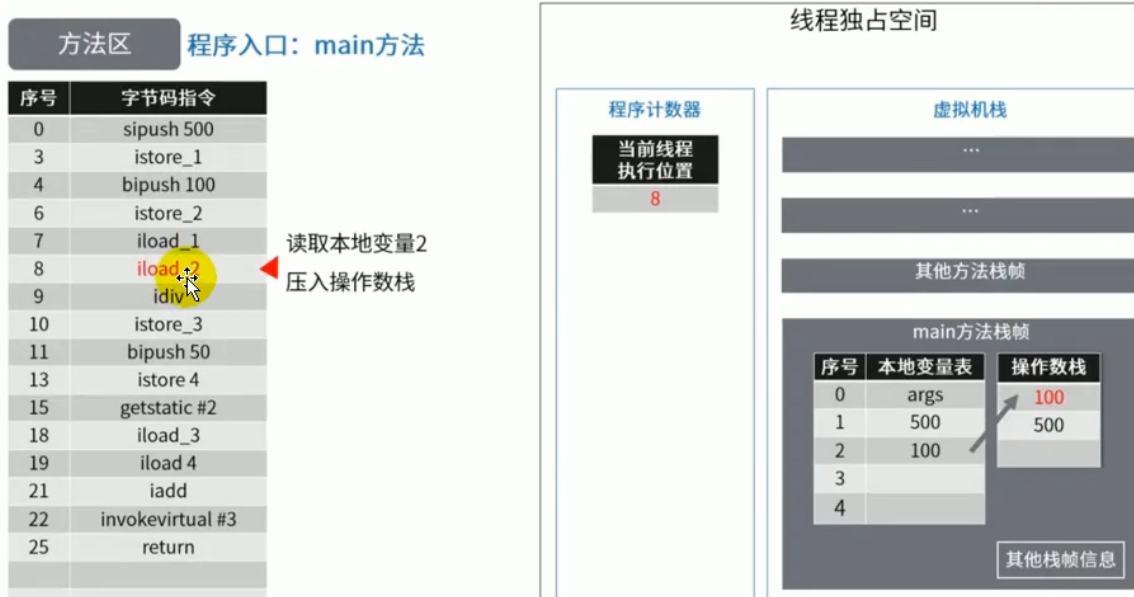 方法区 程序入口：main方法
序号 字节码指令
0 sipush 500
3 istore_1
4 bipush 100
6 istore_2
7 iload_1
8 iload_2
9 idiv
10 istore_3
11 bipush 50
13 istore 4
15 getstatic #2
18 iload_3
19 iload 4
21 iadd
22 invokevirtual #3
25 return
读取本地变量2
压入操作数栈
线程独占空间
程序计数器
当前线程
执行位置
8
虚拟机栈
...
...
其他方法栈帧
main方法栈帧
序号 本地变量表 操作数栈
0 args 100
1 500 500
2 100
3
4
其他栈帧信息